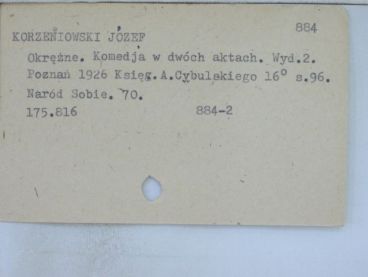 884
KORZENIOWSKI JÓZEF
Okrężne. Komedja w dwóch aktach. Wyd.2.
Poznań 1926 Księg.A.Cybulskiego 16° s.96.
Naród Sobie. 70.
175.816 884-2